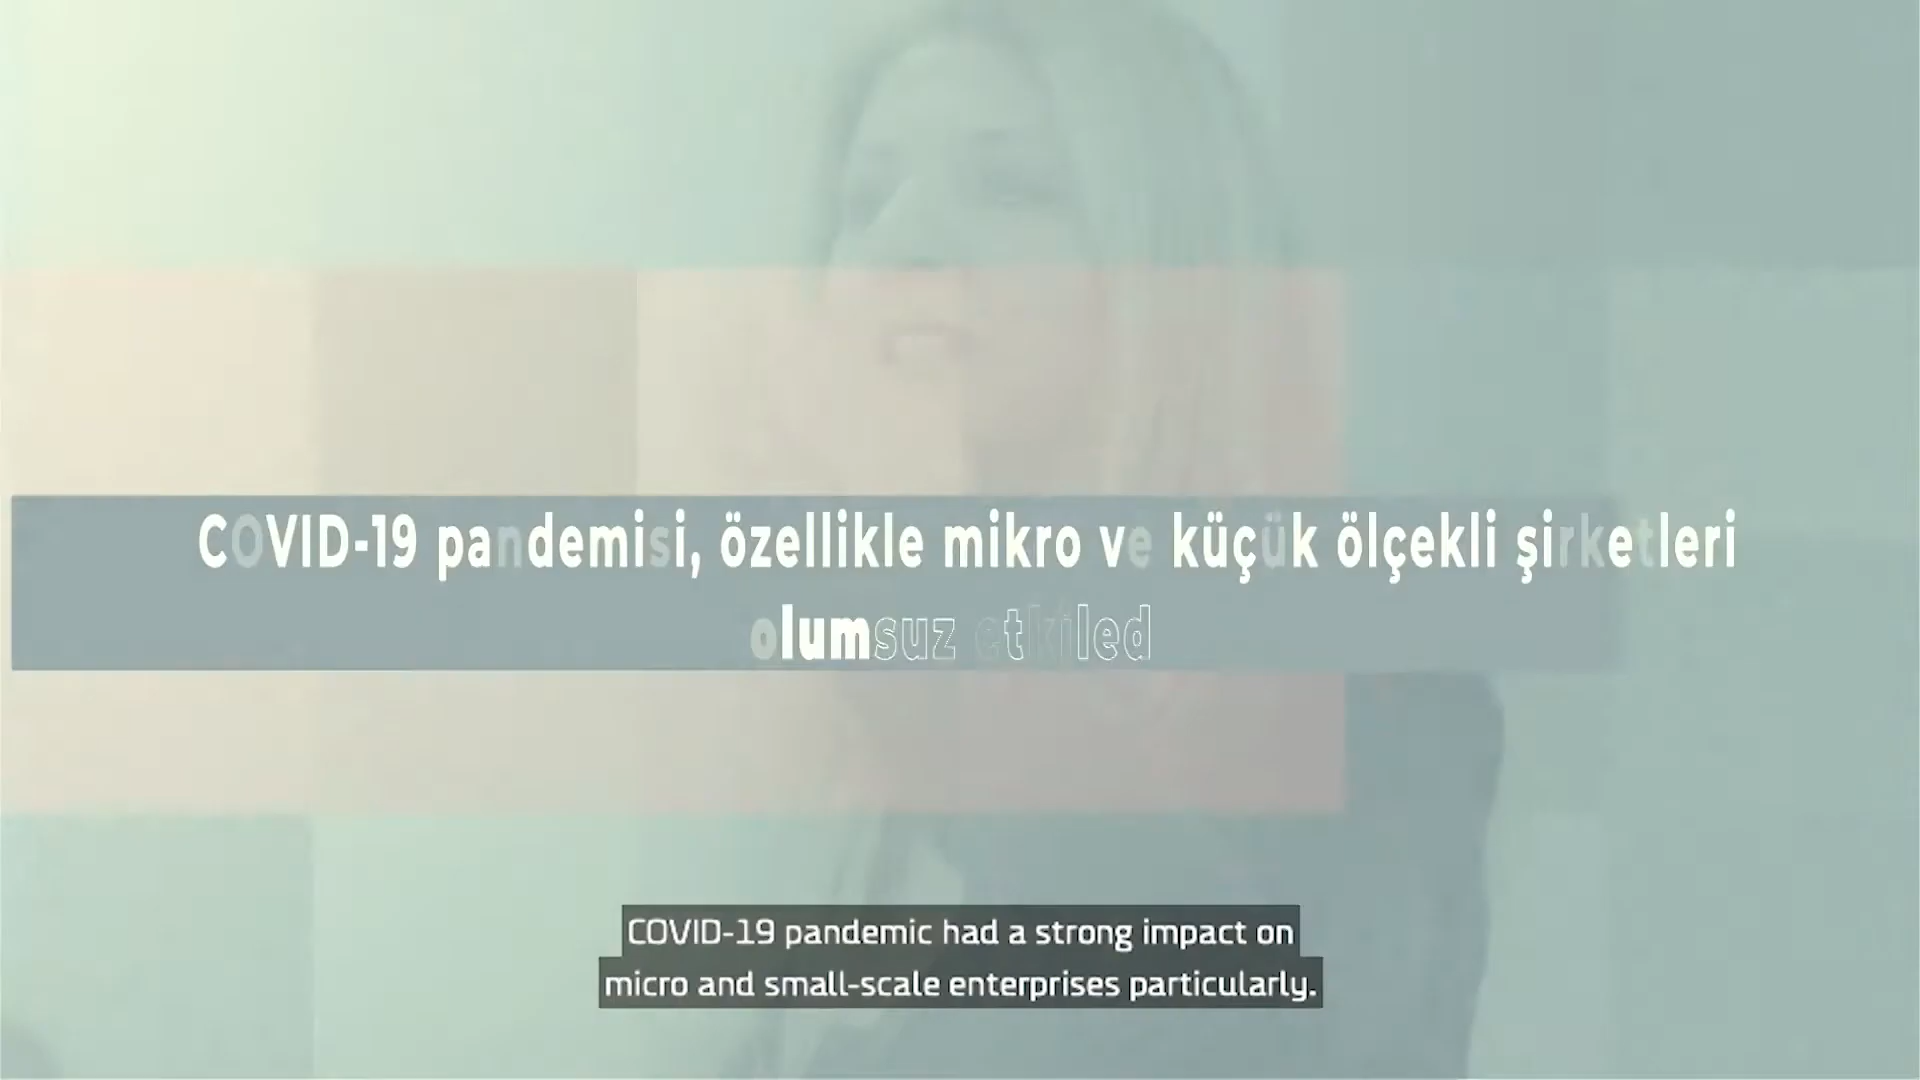 COVID-19 pandemisi, özellikle mikro ve küçük ölçekli şirketleri
olumsuz etkiled
COVID-19 pandemic had a strong impact on
micro and small-scale enterprises particularly.